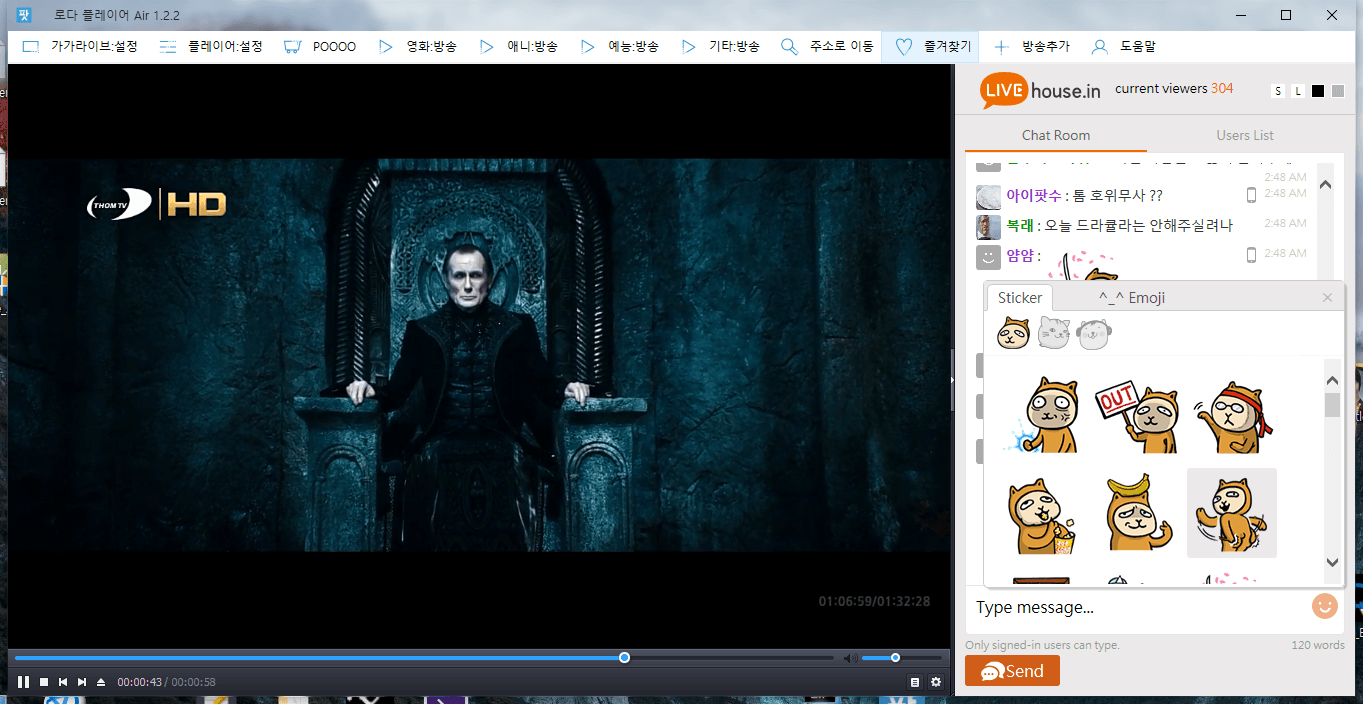 로다 플레이어 Air 1.2.2
가가라이브:설정
플레이어:설정
POOOO
영화:방송
애니:방송
예능:방송
기타:방송
주소로 이동
즐겨찾기
방송추가
도움말
THOM TV HD
01:06:59/01:32:28
00:00:43 / 00:00:58
LIVE house.in
current viewers 304
S L
Chat Room
Users List
2:48 AM
아이팟수 : 톰 호위무사 ?? 2:48 AM
복래 : 오늘 드라큘라는 안해주실려나 2:48 AM
얌얌 : 2:48 AM
Sticker
^_^ Emoji
OUT
Type message...
Only signed-in users can type.
120 words
Send